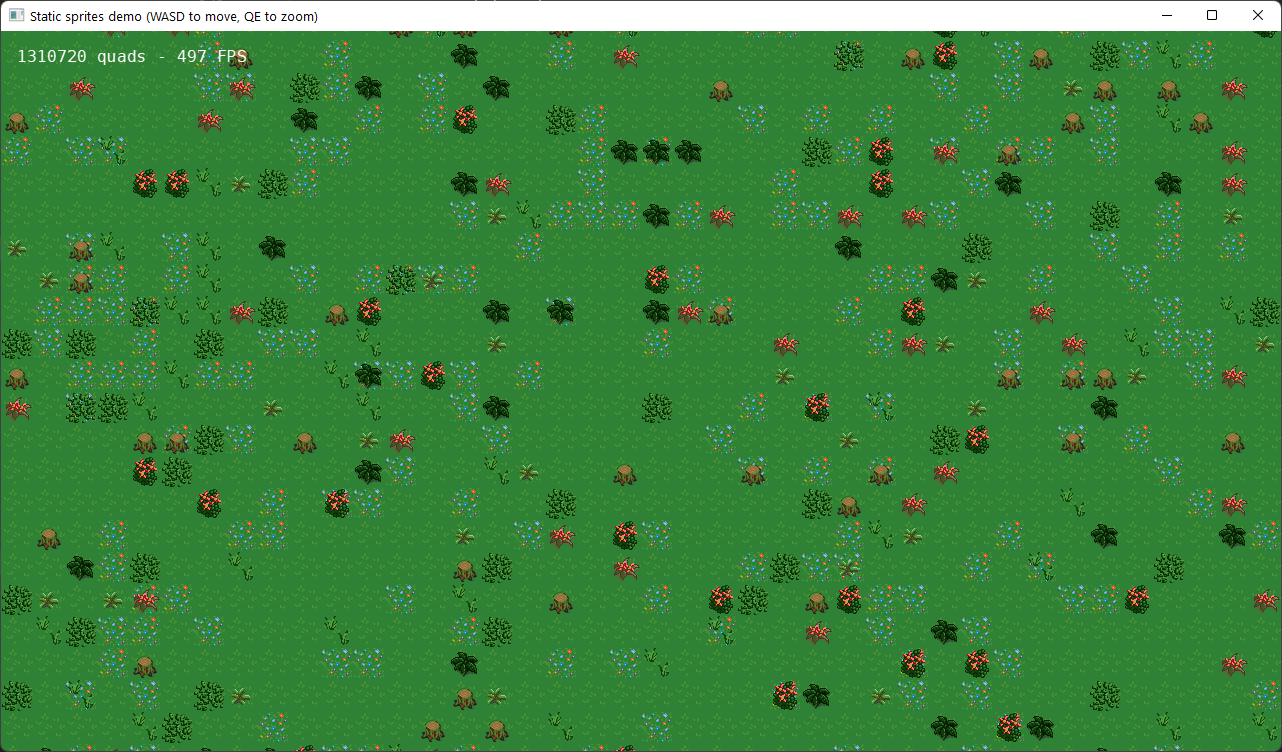 Static sprites demo (WASD to move, QE to zoom)
1310720 quads - 497 FPS